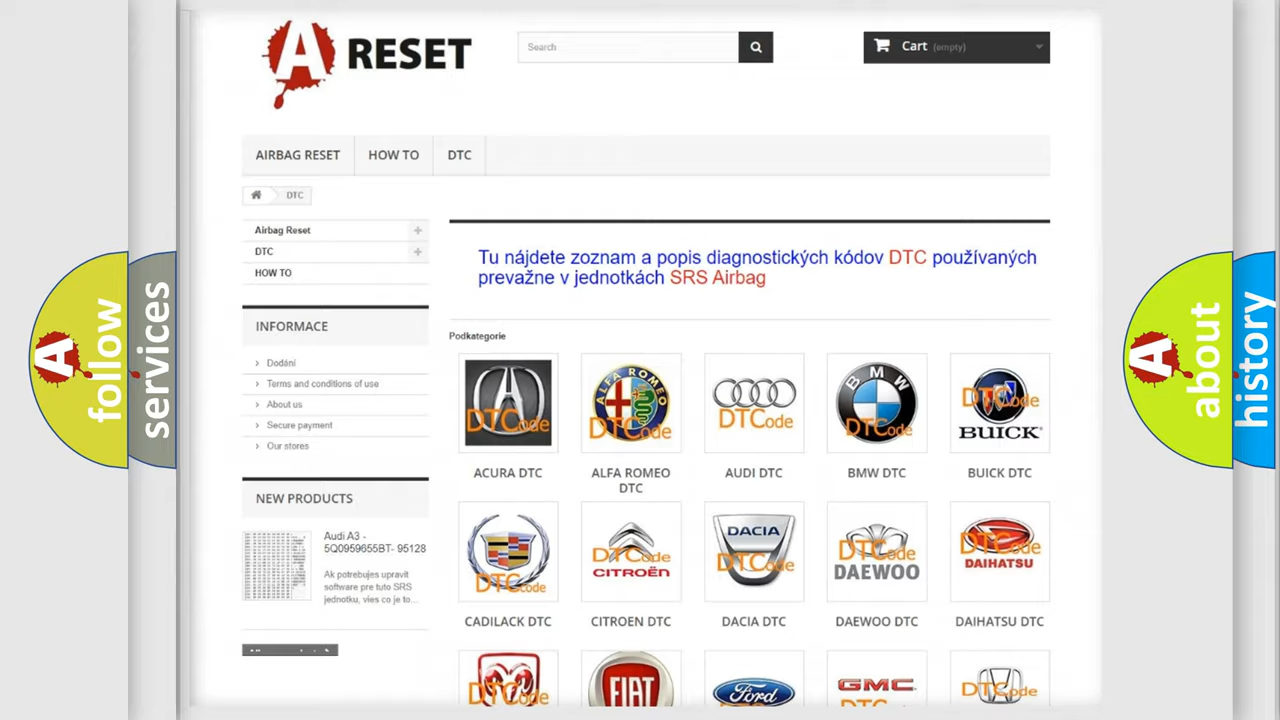 A RESET
Search
Cart (empty)
AIRBAG RESET
HOW TO
DTC
DTC
Airbag Reset
DTC
HOW TO
Tu nájdete zoznam a popis diagnostických kódov DTC používaných
prevažne v jednotkách SRS Airbag
INFORMACE
Dodání
Terms and conditions of use
About us
Secure payment
Our stores
NEW PRODUCTS
Audi A3 -
5Q0959655BT- 95128
Ak potrebujes upravit
software pre tuto SRS
jednotku, vies co je to...
Podkategorie
DTCode
ALFA ROMEO
DTCode
DTCode
BMW
DTCode
DTCode
BUICK
ACURA DTC
ALFA ROMEO
DTC
AUDI DTC
BMW DTC
BUICK DTC
DTCode
DTCode
CITROËN
DACIA
DTCode
DTCode
DAEWOO
DTCode
DAIHATSU
CADILACK DTC
CITROEN DTC
DACIA DTC
DAEWOO DTC
DAIHATSU DTC
DTCode
FIAT
Ford
GMC
DTCode
A follow
services
A about
history